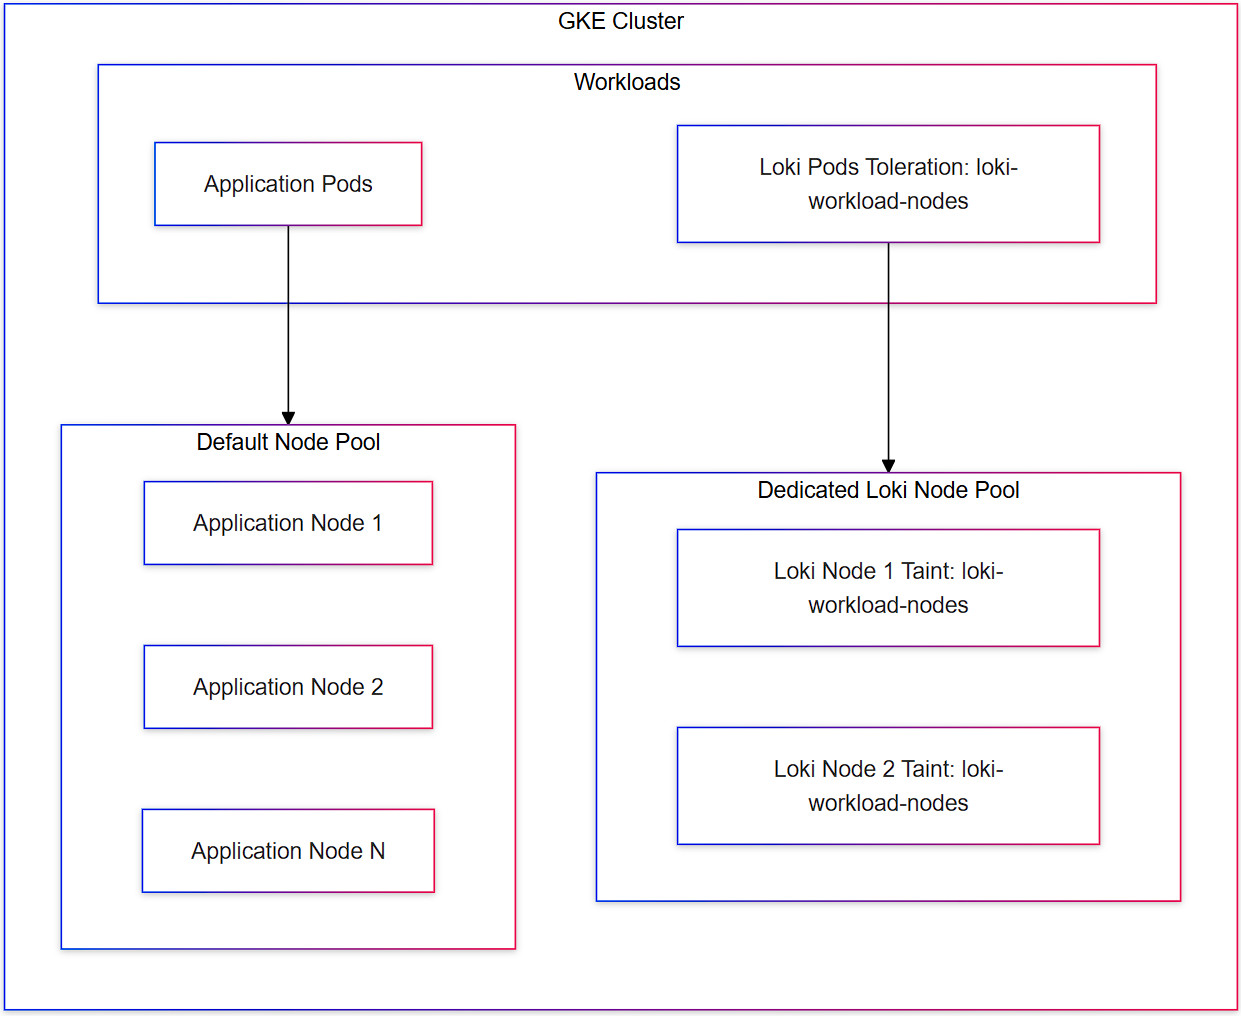 GKE Cluster
Workloads
Application Pods
Loki Pods Toleration: loki-
workload-nodes
Default Node Pool
Application Node 1
Application Node 2
Application Node N
Dedicated Loki Node Pool
Loki Node 1 Taint: loki-
workload-nodes
Loki Node 2 Taint: loki-
workload-nodes